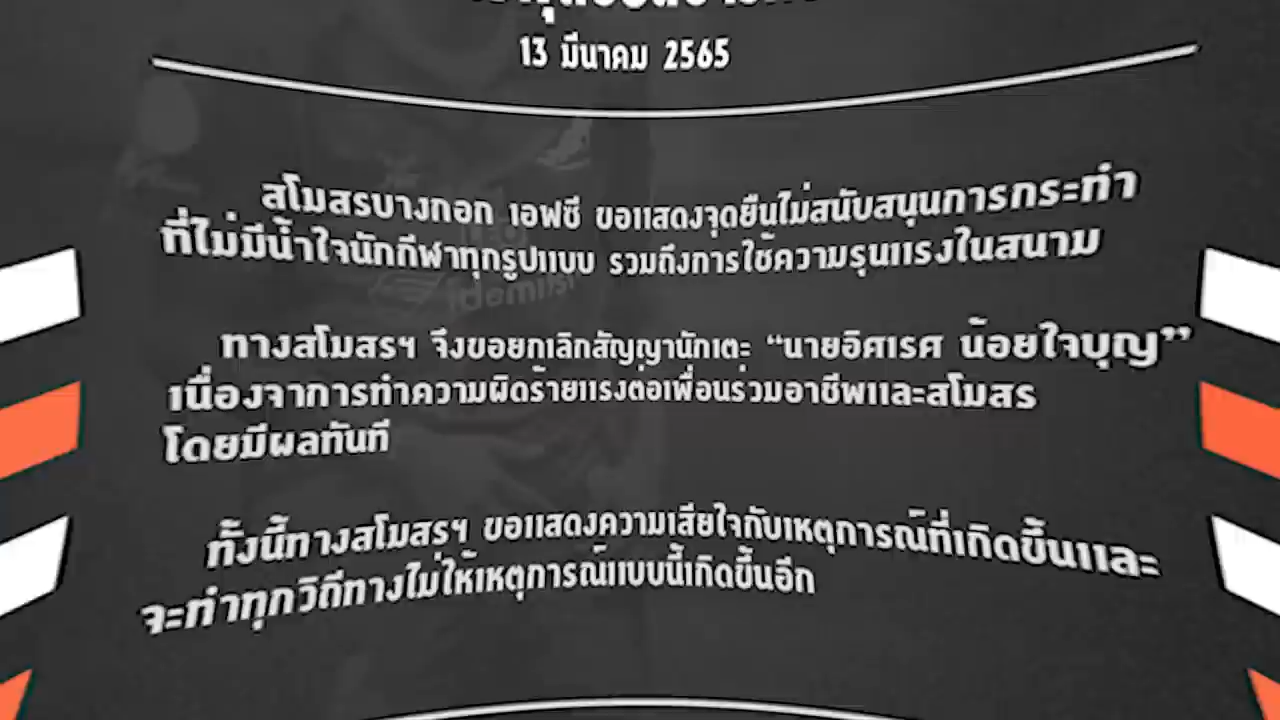 13 มีนาคม 2565
สโมสรบางกอก เอฟซี ขอแสดงจุดยืนไม่สนับสนุนการกระทำ
ที่ไม่มีน้ำใจนักกีฬาทุกรูปแบบ รวมถึงการใช้ความรุนแรงในสนาม
idemitsu
ทางสโมสรฯ จึงขอยกเลิกสัญญานักเตะ “นายอิศเรศ น้อยใจบุญ”
เนื่องจาการทำความผิดร้ายแรงต่อเพื่อนร่วมอาชีพและสโมสร
โดยมีผลทันที
ทั้งนี้ทางสโมสรฯ ขอแสดงความเสียใจกับเหตุการณ์ที่เกิดขึ้นและ
จะทำทุกวิถีทางไม่ให้เหตุการณ์แบบนี้เกิดขึ้นอีก